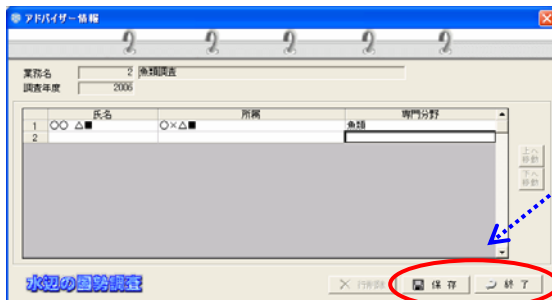 アドバイザー情報
業務名 2 魚類調査
調査年度 2006
氏名 所属 専門分野
1 ○○ △■ ○×△■ 魚類
2
上へ
移動
下へ
移動
水辺の国勢調査
行削除 保存 終了